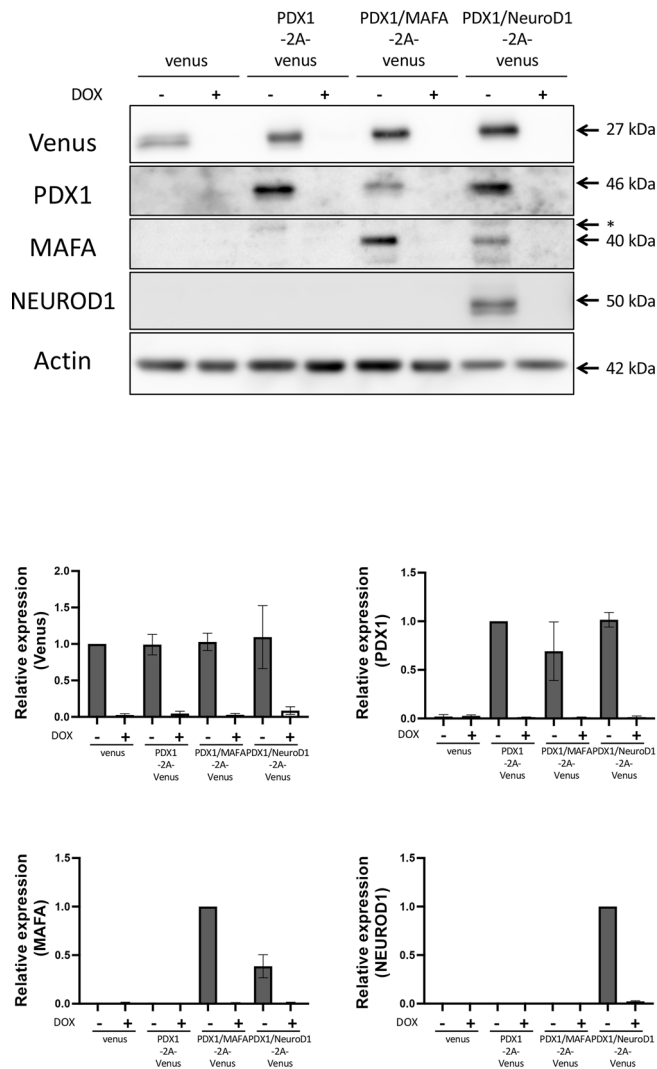 PDX1 PDX1/MAFA PDX1/NeuroD1
-2A- -2A- -2A-
venus venus venus venus
DOX - + - + - + - +
Venus 27 kDa
PDX1 46 kDa
*
MAFA 40 kDa
NEUROD1 50 kDa
Actin 42 kDa
Relative expression
(Venus)
2.0
1.5
1.0
0.5
0.0
DOX - + - + - + - +
venus PDX1 PDX1/MAFA PDX1/NeuroD1
-2A- -2A- -2A-
Venus Venus Venus
Relative expression
(PDX1)
1.5
1.0
0.5
0.0
DOX - + - + - + - +
venus PDX1 PDX1/MAFA PDX1/NeuroD1
-2A- -2A- -2A-
Venus Venus Venus
Relative expression
(MAFA)
1.5
1.0
0.5
0.0
DOX - + - + - + - +
venus PDX1 PDX1/MAFA PDX1/NeuroD1
-2A- -2A- -2A-
Venus Venus Venus
Relative expression
(NEUROD1)
1.5
1.0
0.5
0.0
DOX - + - + - + - +
venus PDX1 PDX1/MAFA PDX1/NeuroD1
-2A- -2A- -2A-
Venus Venus Venus